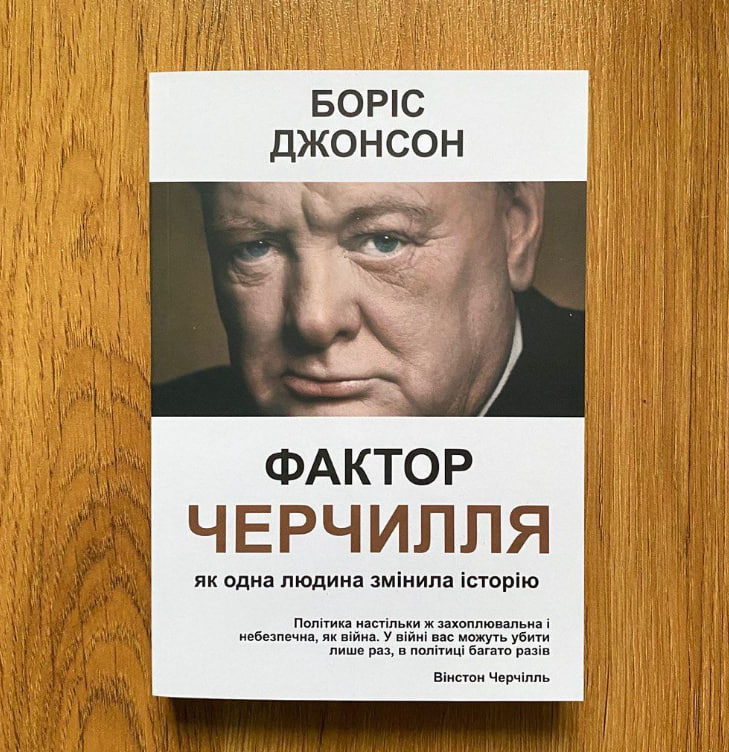 БОРІС
ДЖОНСОН
ФАКТОР
ЧЕРЧИЛЛЯ
як одна людина змінила історію
Політика настільки ж захоплювальна і
небезпечна, як війна. У війні вас можуть убити
лише раз, в політиці багато разів
Вінстон Черчілль